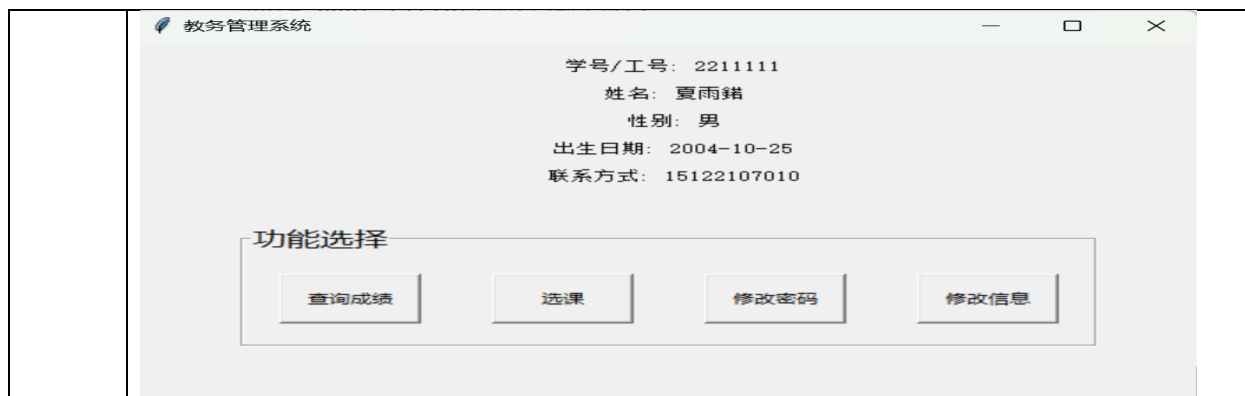 教务管理系统
学号/工号: 2211111
姓名: 夏雨鍩
性别: 男
出生日期: 2004-10-25
联系方式: 15122107010
功能选择
查询成绩 选课 修改密码 修改信息